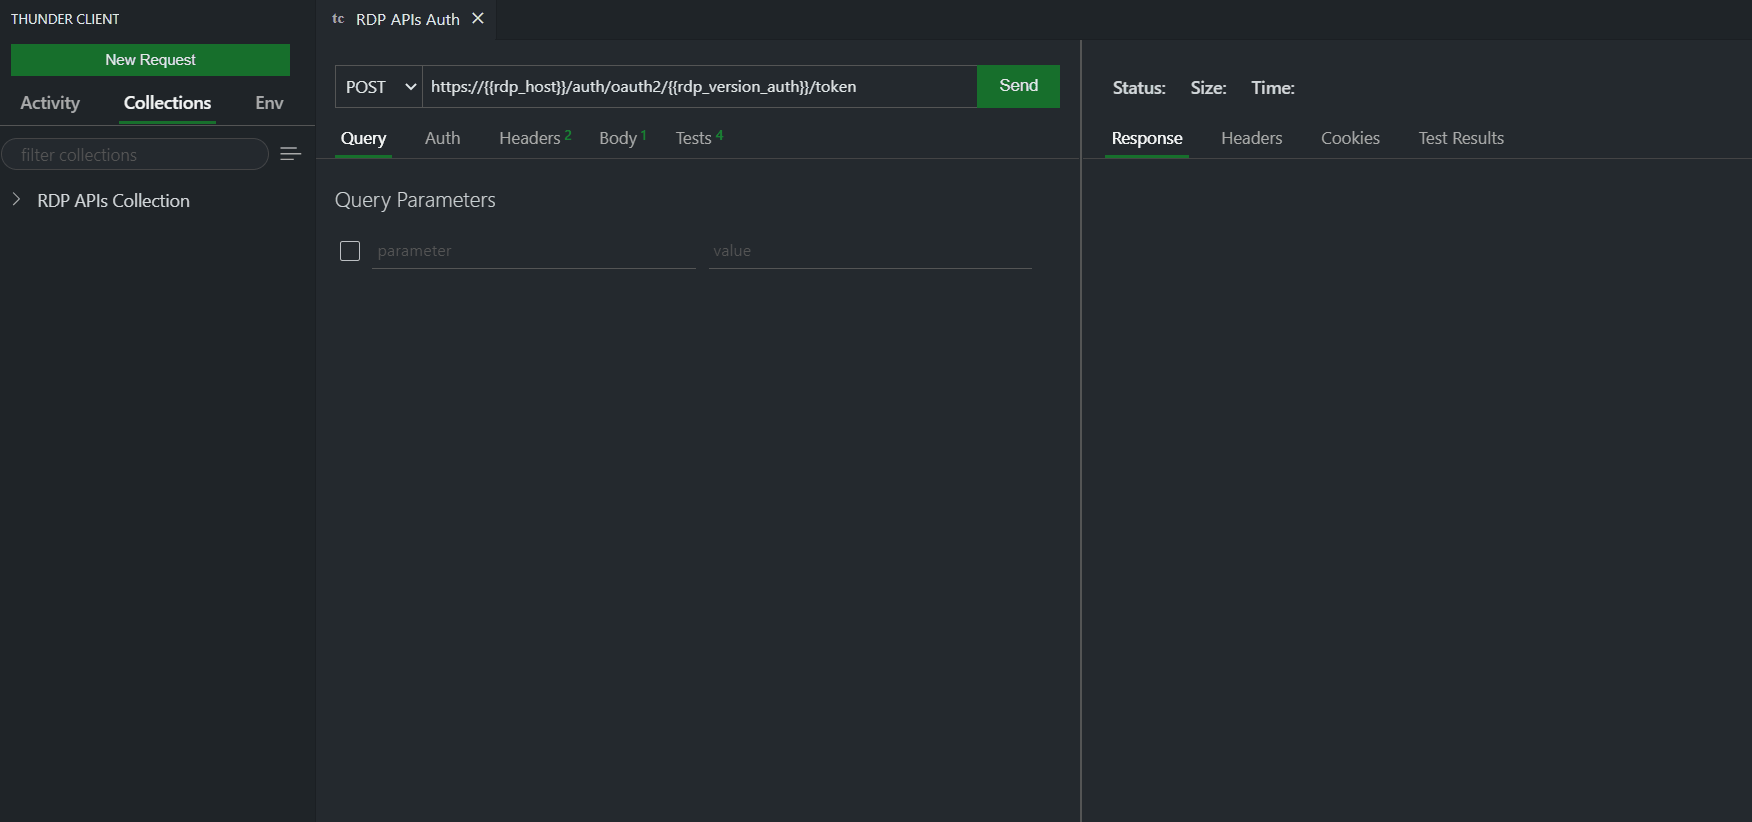 THUNDER CLIENT
New Request
Activity Collections Env
filter collections
RDP APIs Collection
tc RDP APIs Auth
POST https://{{rdp_host}}/auth/oauth2/{{rdp_version_auth}}/token Send
Query Auth Headers 2 Body 1 Tests 4
Query Parameters
parameter value
Status: Size: Time:
Response Headers Cookies Test Results